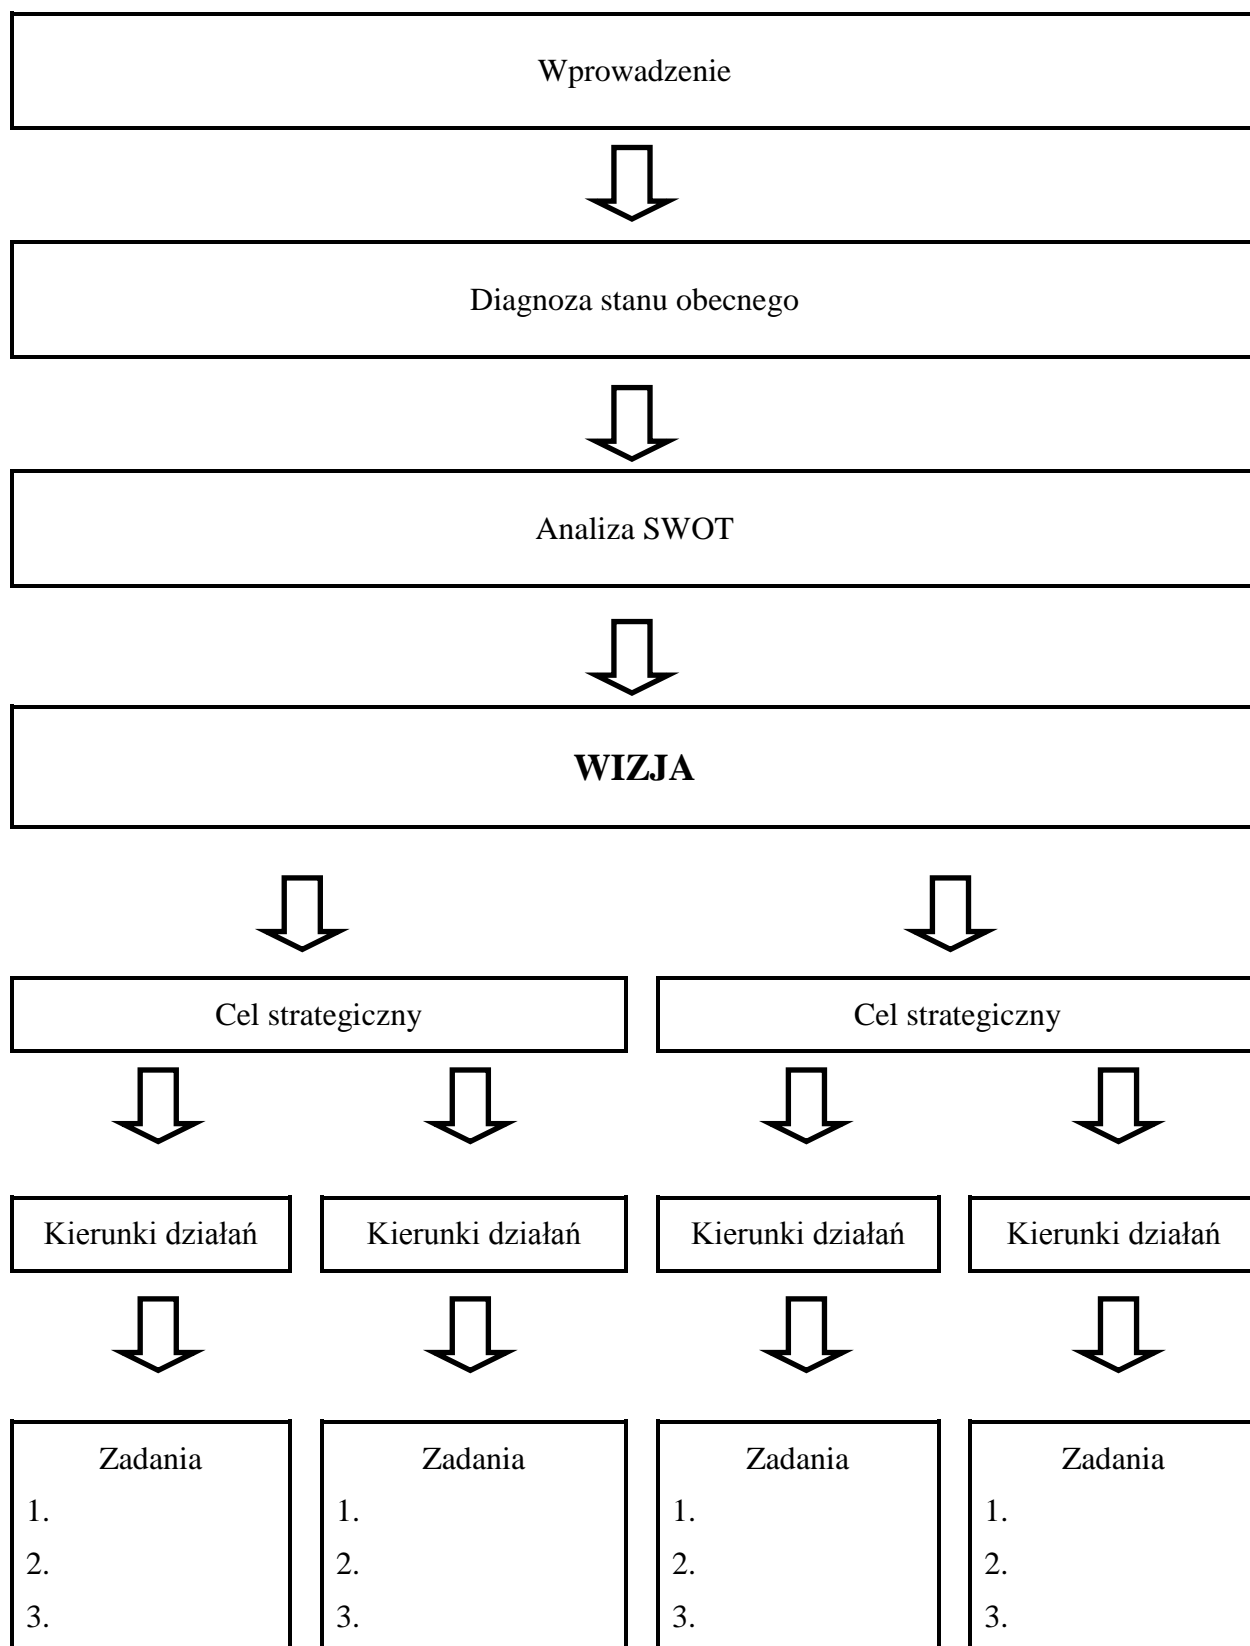 Wprowadzenie
Diagnoza stanu obecnego
Analiza SWOT
WIZJA
Cel strategiczny
Cel strategiczny
Kierunki działań
Kierunki działań
Kierunki działań
Kierunki działań
Zadania
1.
2.
3.
Zadania
1.
2.
3.
Zadania
1.
2.
3.
Zadania
1.
2.
3.